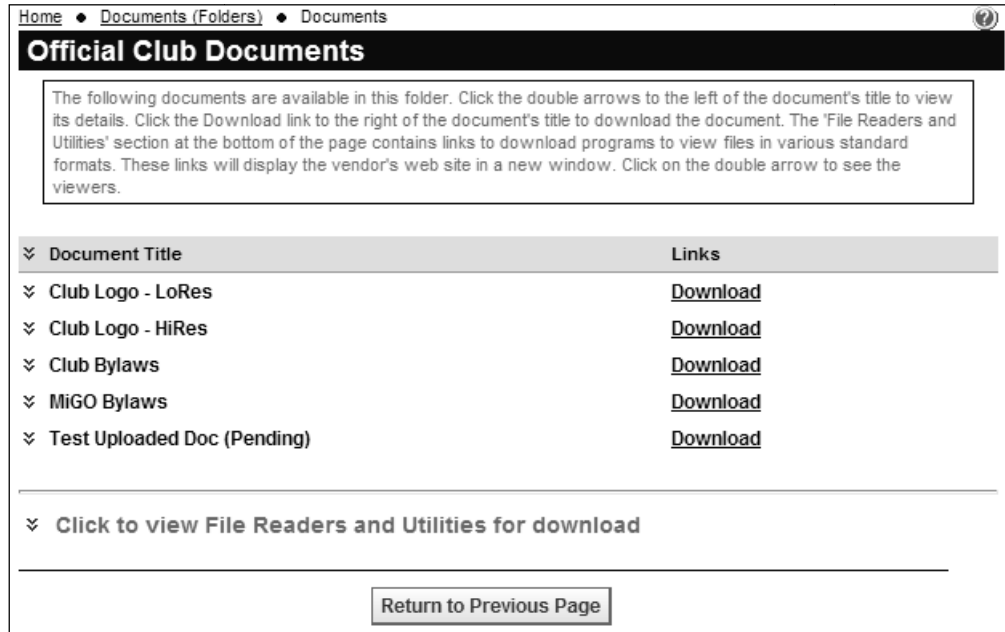 Home ● Documents (Folders) ● Documents
Official Club Documents
The following documents are available in this folder. Click the double arrows to the left of the document's title to view
its details. Click the Download link to the right of the document's title to download the document. The 'File Readers and
Utilities' section at the bottom of the page contains links to download programs to view files in various standard
formats. These links will display the vendor's web site in a new window. Click on the double arrow to see the
viewers.
Document Title Links
Club Logo - LoRes Download
Club Logo - HiRes Download
Club Bylaws Download
MiGO Bylaws Download
Test Uploaded Doc (Pending) Download
Click to view File Readers and Utilities for download
Return to Previous Page